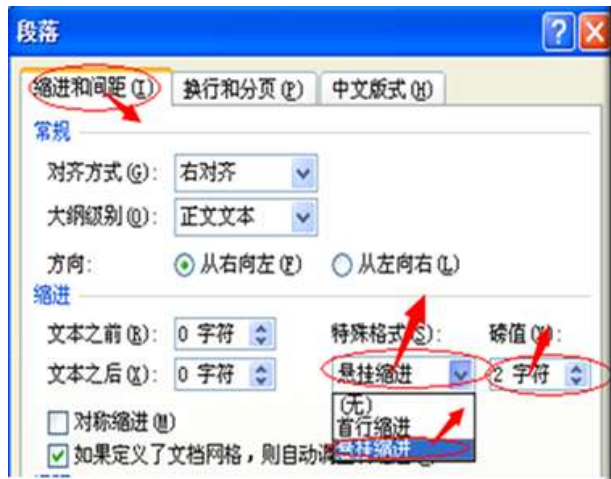 段落
缩进和间距(I) 换行和分页(P) 中文版式(H)
常规
对齐方式(G): 右对齐
大纲级别(O): 正文文本
方向: 从右向左(F) 从左向右(L)
缩进
文本之前(R): 0 字符 特殊格式(S): 磅值(Y):
文本之后(X): 0 字符 悬挂缩进 2 字符
(无)
对称缩进(M) 首行缩进
悬挂缩进
如果定义了文档网格,则自动